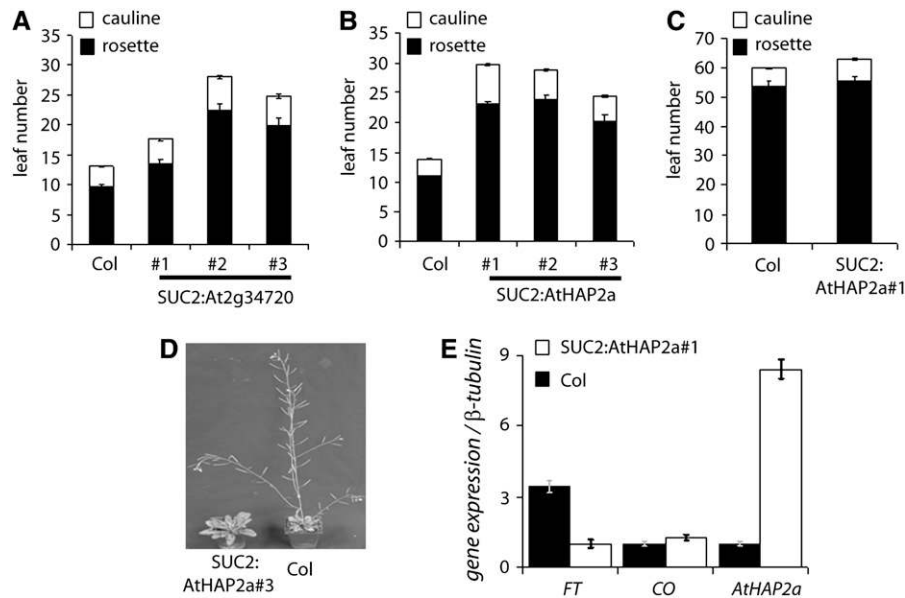 A
cauline
rosette
leaf number
35
30
25
20
15
10
5
0
Col
#1
#2
#3
SUC2:At2g34720
B
cauline
rosette
leaf number
35
30
25
20
15
10
5
0
Col
#1
#2
#3
SUC2:AtHAP2a
C
cauline
rosette
leaf number
70
60
50
40
30
20
10
0
Col
SUC2:
AtHAP2a#1
D
SUC2:
AtHAP2a#3
Col
E
SUC2:AtHAP2a#1
Col
gene expression / β-tubulin
9
6
3
0
FT
CO
AtHAP2a